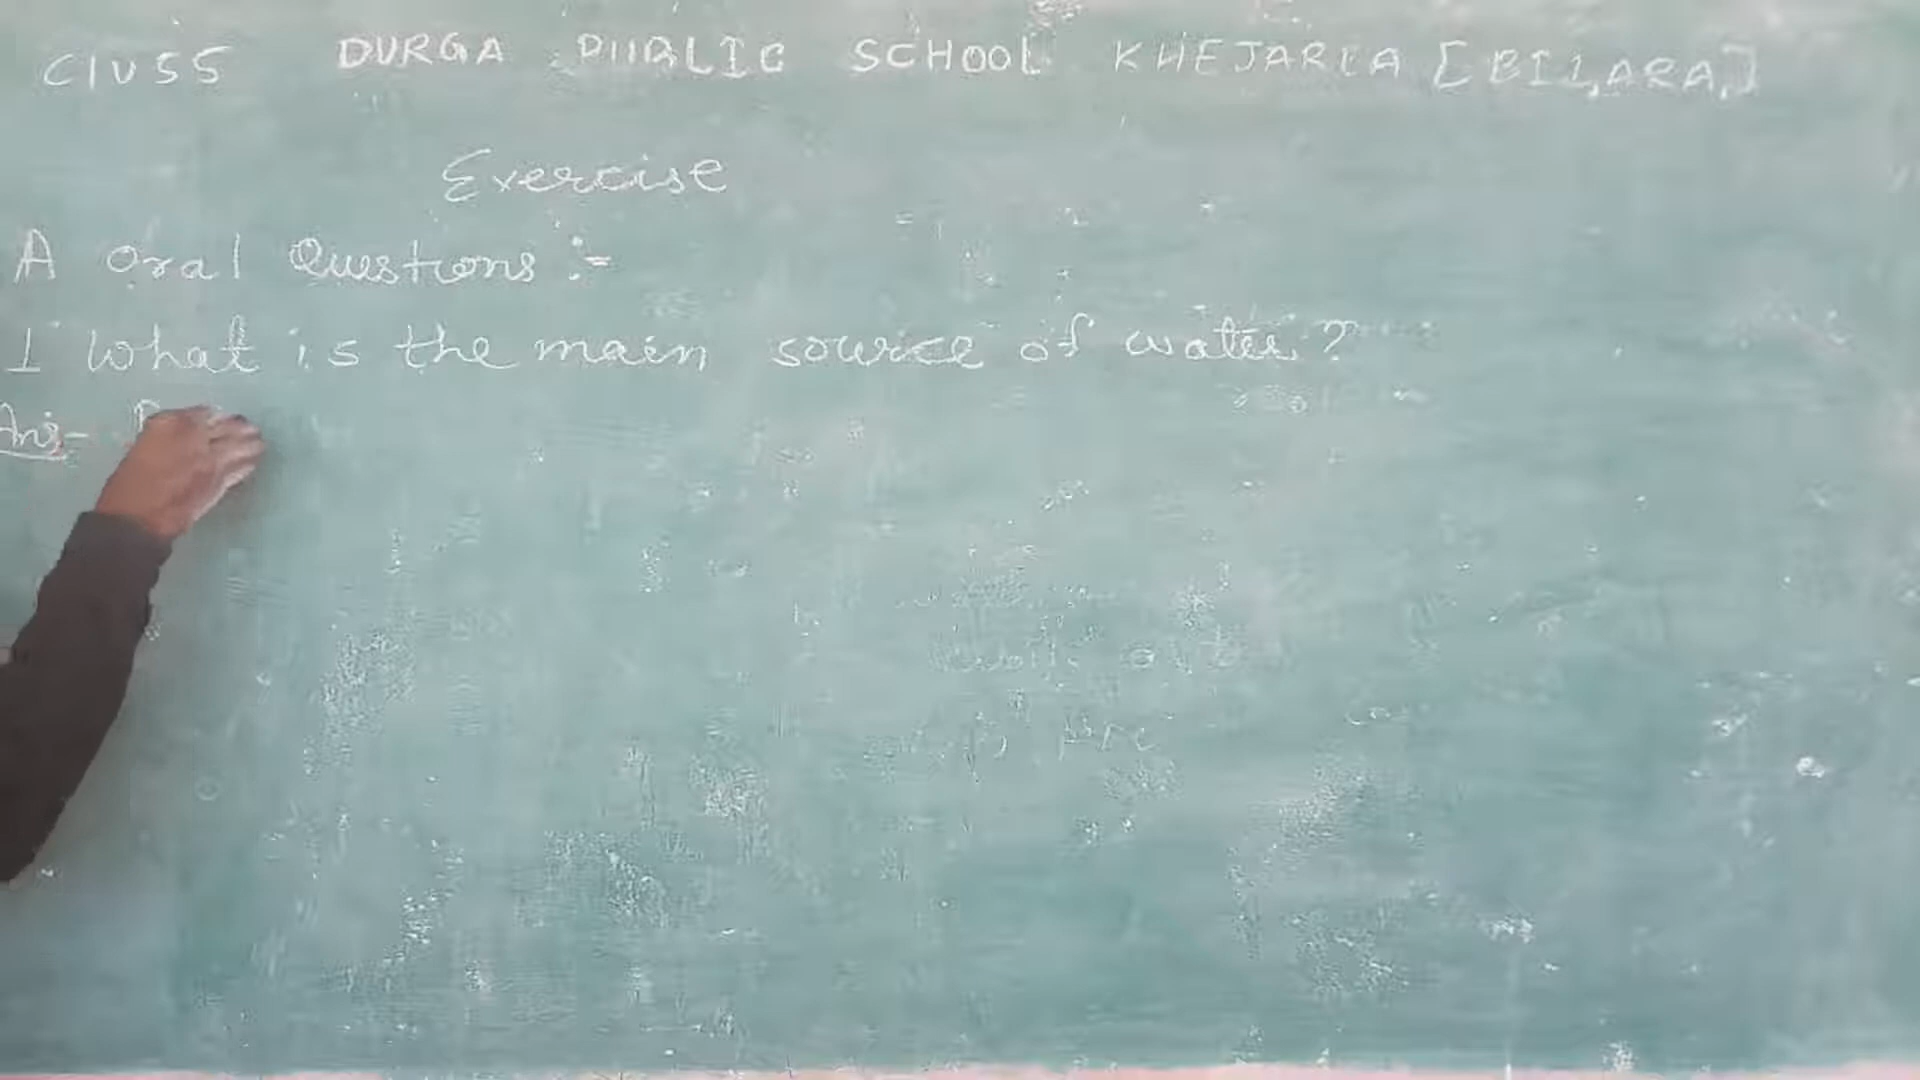 DURGA PUBLIC SCHOOL KHEJARLA [BILARA]
Exercise
A Oral Questions :-
1 What is the main source of water?
Ans-